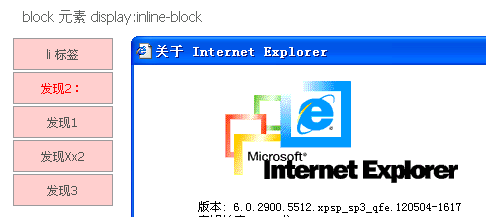 block 元素 display:inline-block
li 标签
发现2：
发现1
发现Xx2
发现3
关于 Internet Explorer
Microsoft®
Internet Explorer
版本: 6.0.2900.5512.xpsp_sp3_qfe.120504-1617